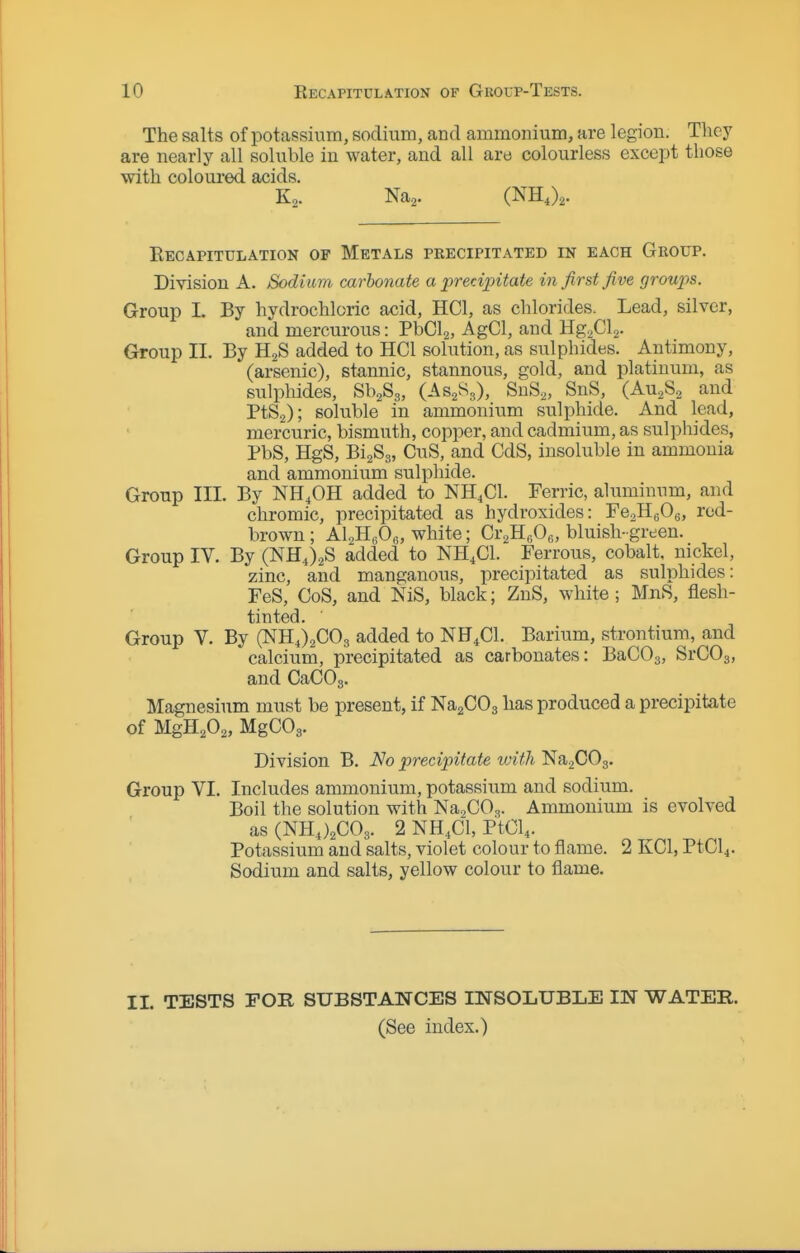 10 RECAPITULATION OF GROUP-TESTS.
The salts of potassium, sodium, and ammonium, are legion. They
are nearly all soluble in water, and all are colourless except those
with coloured acids.
K₂. Na₂. (NH₄)₂.
RECAPITULATION OF METALS PRECIPITATED IN EACH GROUP.
Division A. Sodium carbonate a precipitate in first five groups.
Group I. By hydrochloric acid, HCl, as chlorides. Lead, silver,
and mercurous: PbCl₂, AgCl, and Hg₂Cl₂.
Group II. By H₂S added to HCl solution, as sulphides. Antimony,
(arsenic), stannic, stannous, gold, and platinum, as
sulphides, Sb₂S₃, (As₂S₃), SnS₂, SnS, (Au₂S₂ and
PtS₂); soluble in ammonium sulphide. And lead,
mercuric, bismuth, copper, and cadmium, as sulphides,
PbS, HgS, Bi₂S₃, CuS, and CdS, insoluble in ammonia
and ammonium sulphide.
Group III. By NH₄OH added to NH₄Cl. Ferric, aluminum, and
chromic, precipitated as hydroxides: Fe₂H₆O₆, red-
brown; Al₂H₆O₆, white; Cr₂H₆O₆, bluish-green.
Group IV. By (NH₄)₂S added to NH₄Cl. Ferrous, cobalt, nickel,
zinc, and manganous, precipitated as sulphides:
FeS, CoS, and NiS, black; ZnS, white; MnS, flesh-
tinted.
Group V. By (NH₄)₂CO₃ added to NH₄Cl. Barium, strontium, and
calcium, precipitated as carbonates: BaCO₃, SrCO₃,
and CaCO₃.
Magnesium must be present, if Na₂CO₃ has produced a precipitate
of MgH₂O₂, MgCO₃.
Division B. No precipitate with Na₂CO₃.
Group VI. Includes ammonium, potassium and sodium.
Boil the solution with Na₂CO₃. Ammonium is evolved
as (NH₄)₂CO₃. 2 NH₄Cl, PtCl₄.
Potassium and salts, violet colour to flame. 2 KCl, PtCl₄.
Sodium and salts, yellow colour to flame.
II. TESTS FOR SUBSTANCES INSOLUBLE IN WATER.
(See index.)